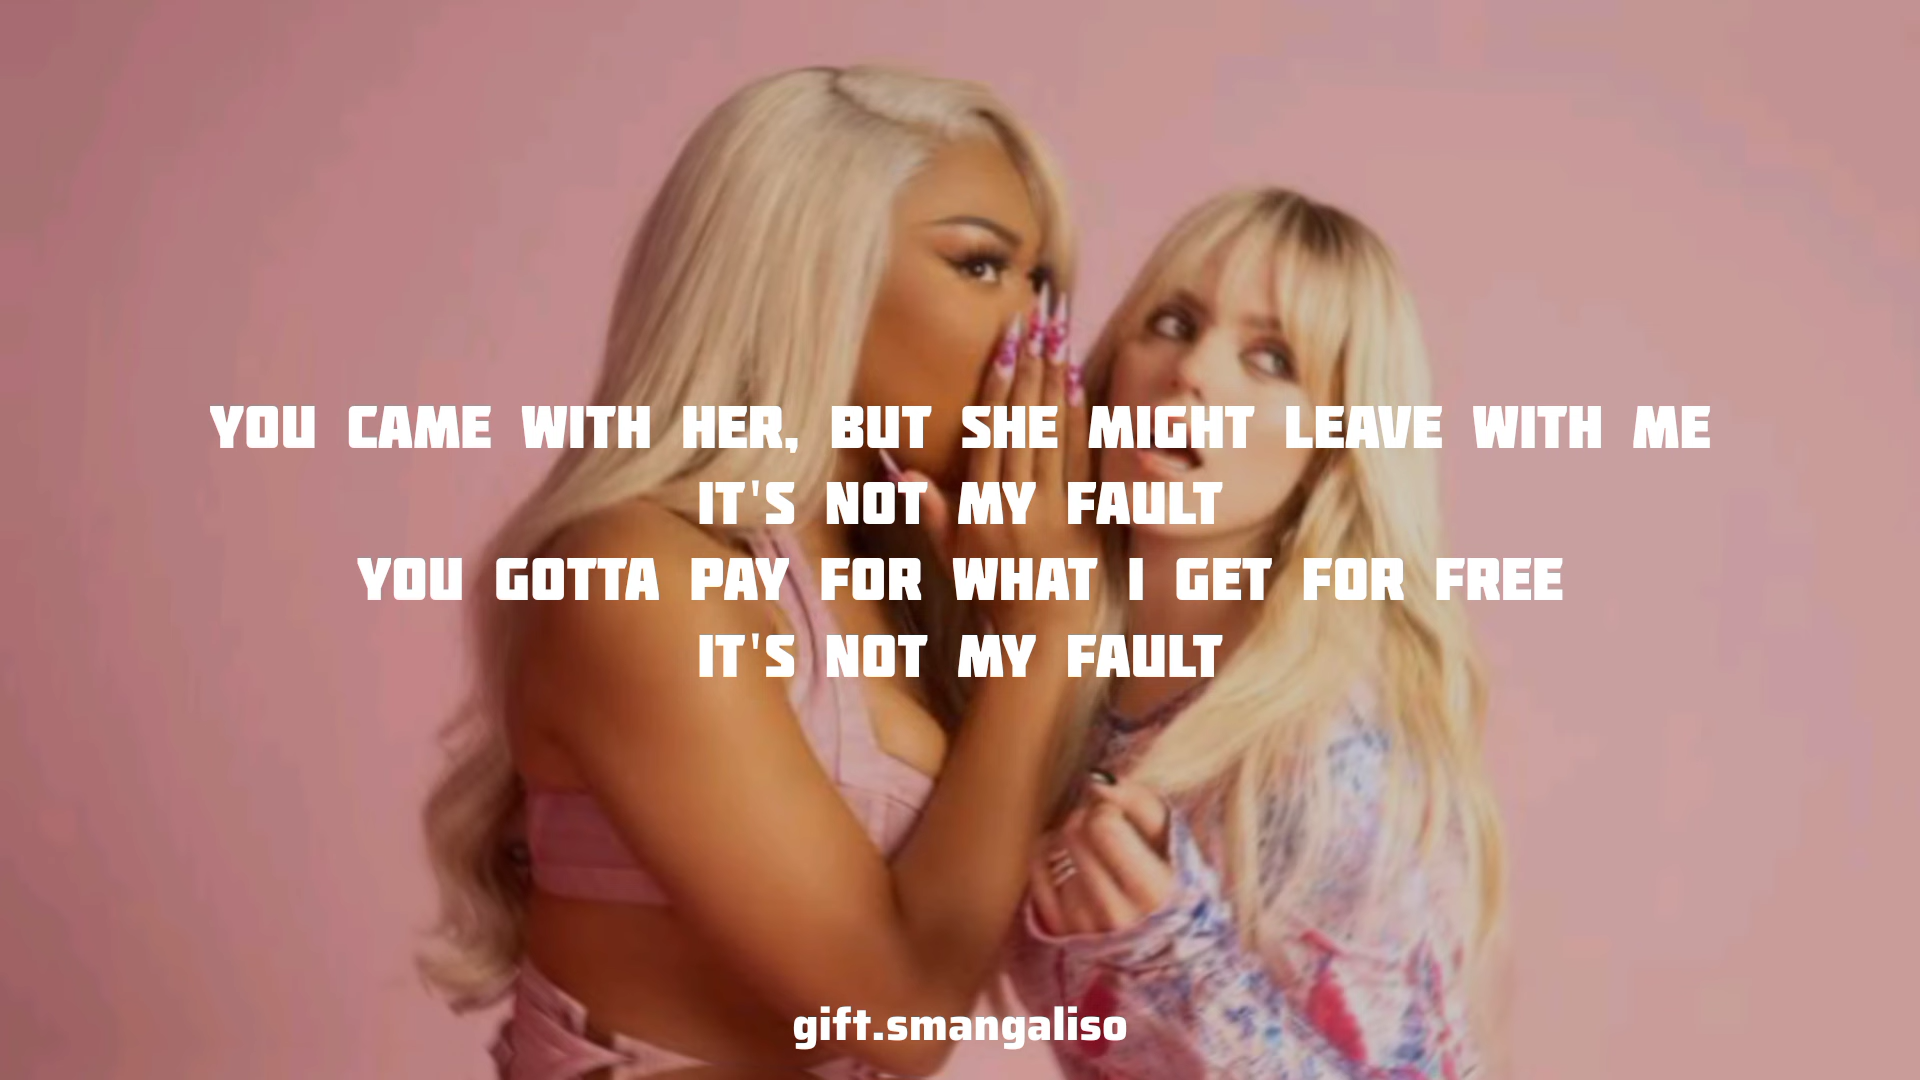 YOU CAME WITH HER, BUT SHE MIGHT LEAVE WITH ME
IT'S NOT MY FAULT
YOU GOTTA PAY FOR WHAT I GET FOR FREE
IT'S NOT MY FAULT
gift.smangaliso